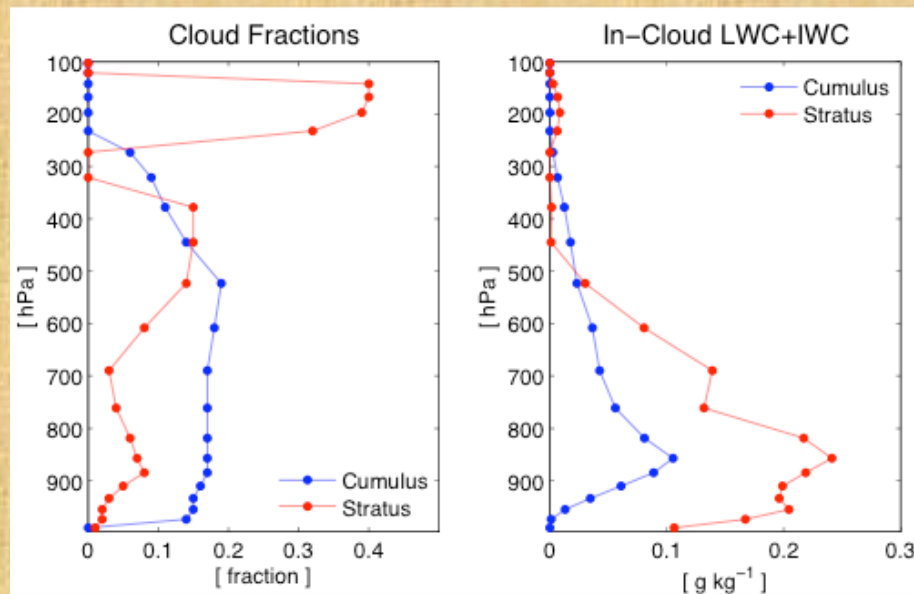 Cloud Fractions
100
200
300
400
500
600
700
800
900
[ hPa ]
0
0.1
0.2
0.3
0.4
[ fraction ]
Cumulus
Stratus
In-Cloud LWC+IWC
100
200
300
400
500
600
700
800
900
[ hPa ]
0
0.1
0.2
0.3
[ g kg⁻¹ ]
Cumulus
Stratus